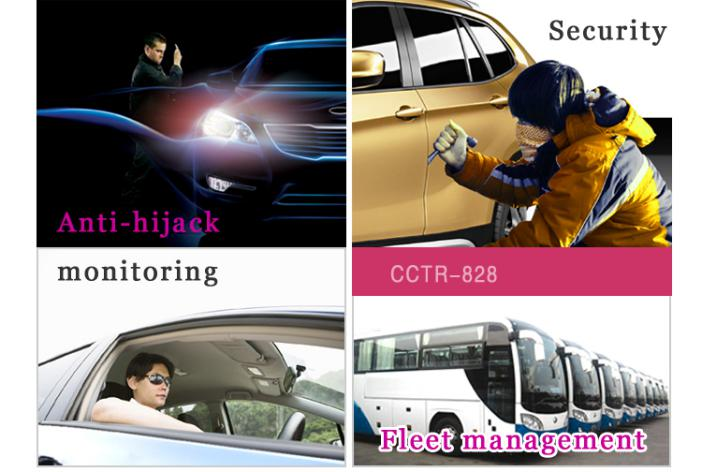 Security
Anti-hijack
monitoring
CCTR-828
Fleet management